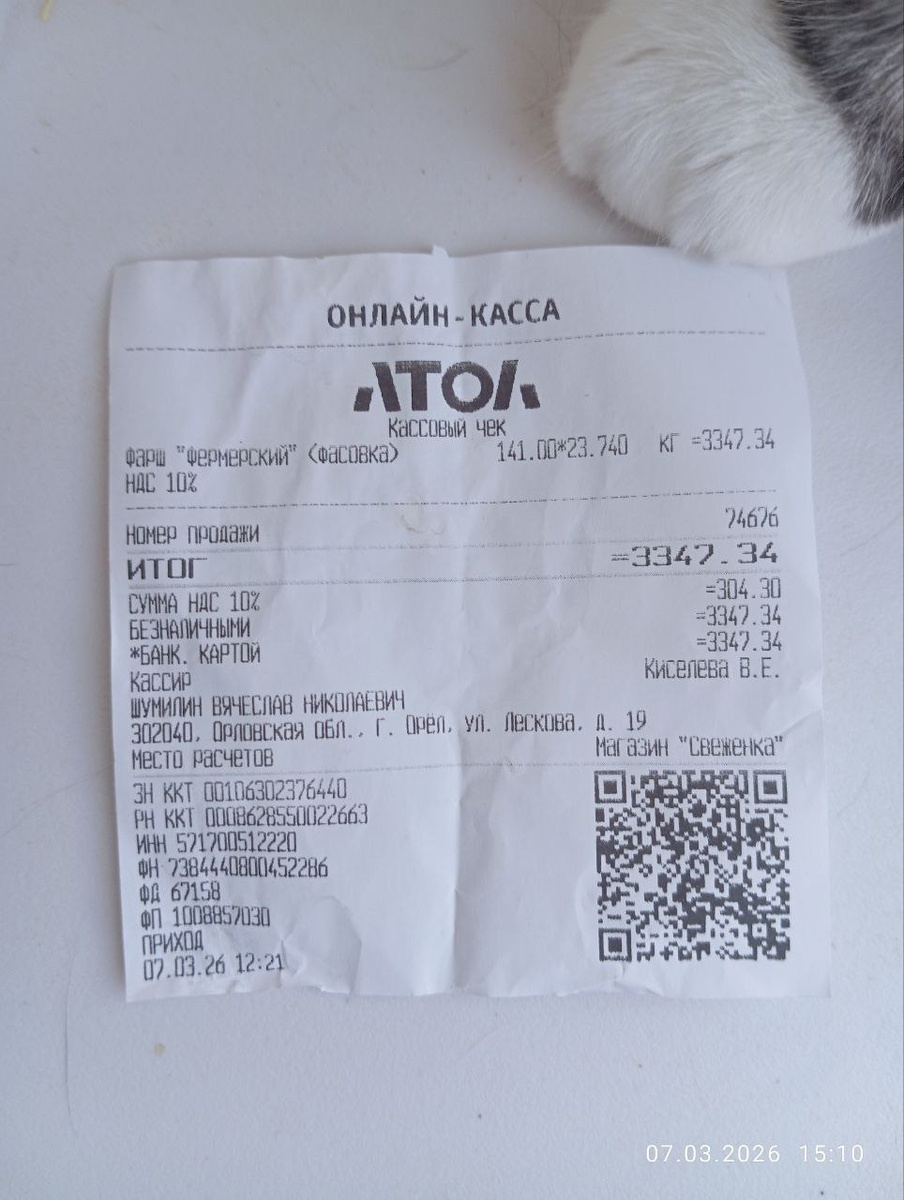 ОНЛАЙН-КАССА
АТОЛ
Кассовый чек
Фарш "Фермерский" (фасовка) 141.00*23.740 КГ =3347.34
НДС 10%
Номер продажи 74676
ИТОГ =3347.34
СУММА НДС 10% =304.30
БЕЗНАЛИЧНЫМИ =3347.34
*БАНК. КАРТОЙ =3347.34
Кассир Киселева В.Е.
ШУМИЛИН ВЯЧЕСЛАВ НИКОЛАЕВИЧ
302040, Орловская обл., Г. Орёл, ул. Лескова, д. 19
Место расчетов Магазин "Свеженка"
ЗН ККТ 00106302376440
РН ККТ 0008628550022663
ИНН 571700512220
ФН 7384440800452286
ФД 67158
ФП 1008857030
ПРИХОД
07.03.26 12:21
07.03.2026 15:10